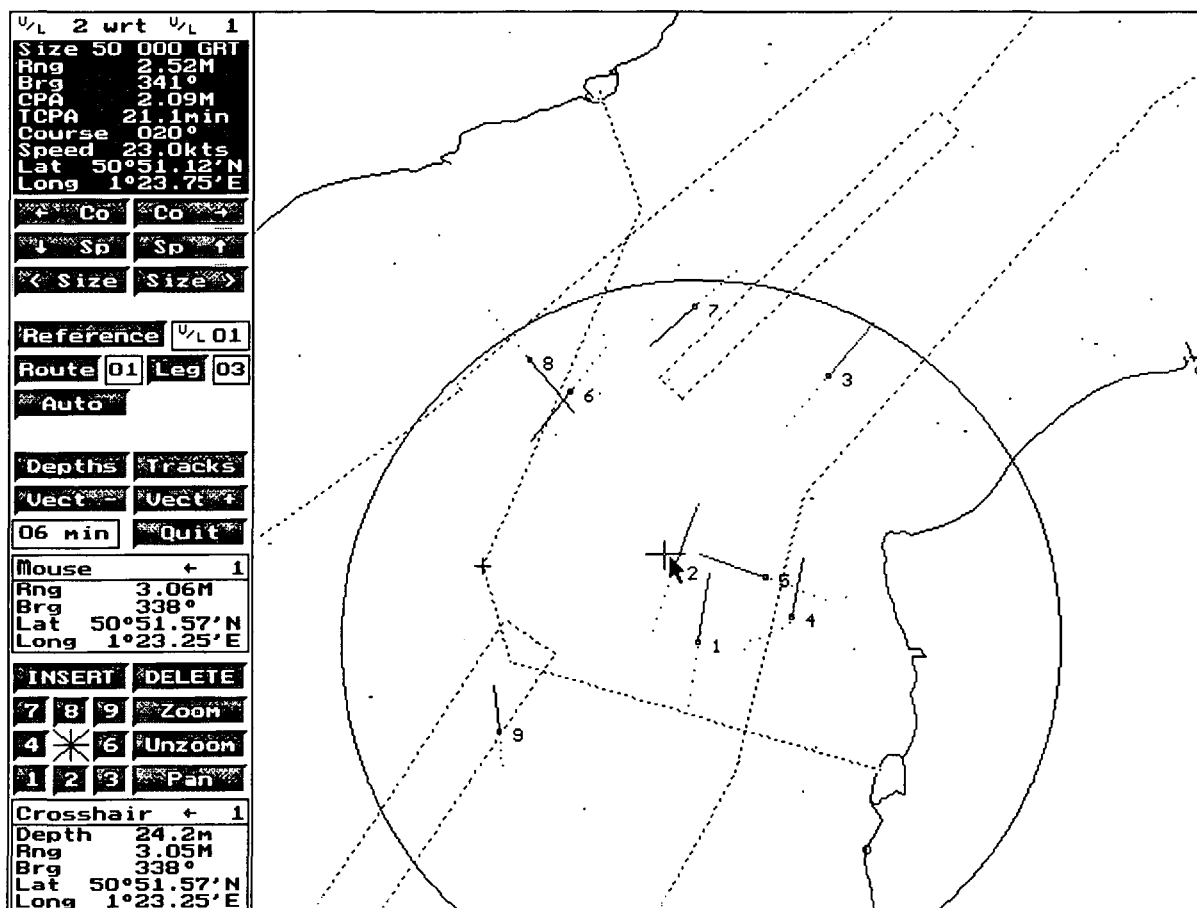 U/L 2 wrt U/L 1
Size 50 000 GRT
Rng 2.52M
Brg 341°
CPA 2.09M
TCPA 21.1min
Course 020°
Speed 23.0kts
Lat 50°51.12'N
Long 1°23.75'E
← Co Co →
↓ Sp Sp ↑
< Size Size >
Reference U/L 01
Route 01 Leg 03
Auto
Depths Tracks
Vect - Vect +
06 min Quit
Mouse ← 1
Rng 3.06M
Brg 338°
Lat 50°51.57'N
Long 1°23.25'E
INSERT DELETE
7 8 9 Zoom
4 6 Unzoom
1 2 3 Pan
Crosshair ← 1
Depth 24.2m
Rng 3.05M
Brg 338°
Lat 50°51.57'N
Long 1°23.25'E
7
8
3
6
2
5
4
1
9